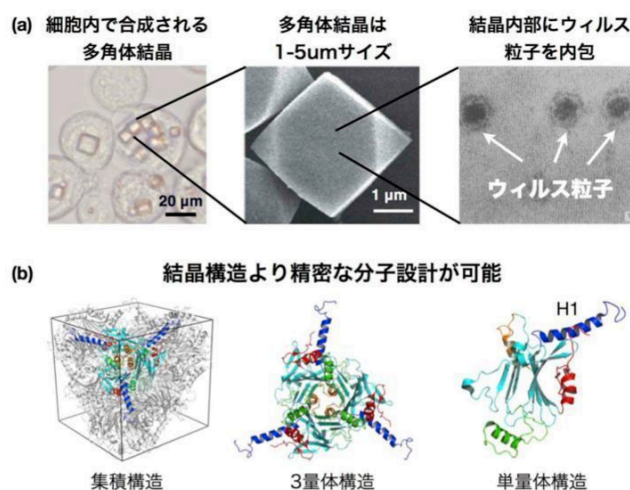 (a) 細胞内で合成される
多角体結晶
多角体結晶は
1-5umサイズ
結晶内部にウィルス
粒子を内包
20 μm
1 μm
ウィルス粒子
(b) 結晶構造より精密な分子設計が可能
H1
集積構造
3量体構造
単量体構造